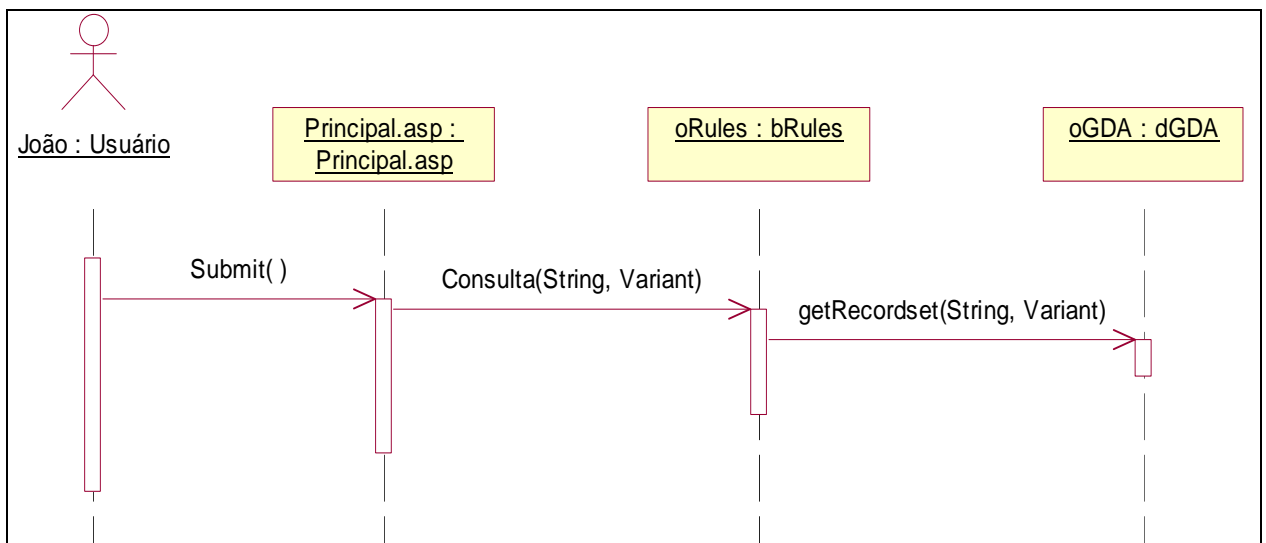 João : Usuário
Principal.asp :
Principal.asp
oRules : bRules
oGDA : dGDA
Submit( )
Consulta(String, Variant)
getRecordset(String, Variant)